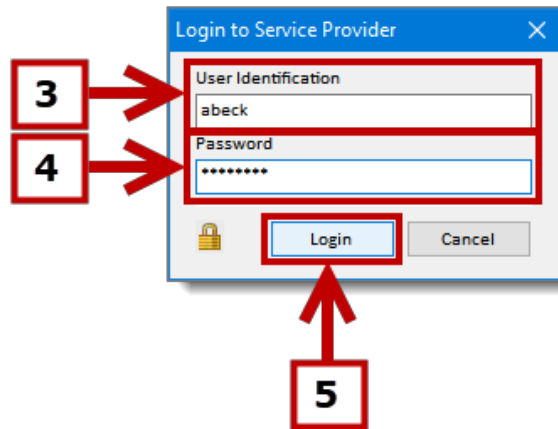 Login to Service Provider
3
User Identification
abeck
4
Password
********
Login
Cancel
5